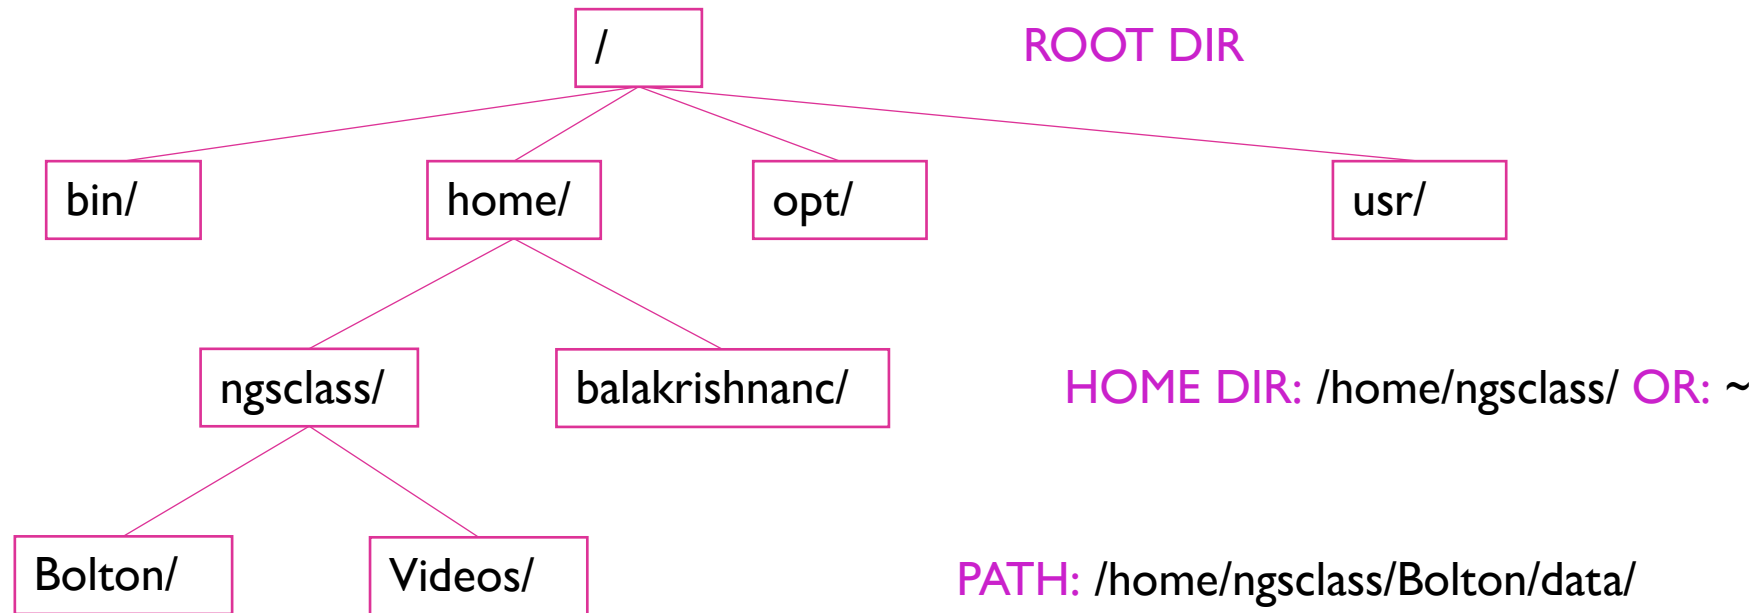 / ROOT DIR
bin/ home/ opt/ usr/
ngsclass/ balakrishnanc/ HOME DIR: /home/ngsclass/ OR: ~
Bolton/ Videos/ PATH: /home/ngsclass/Bolton/data/